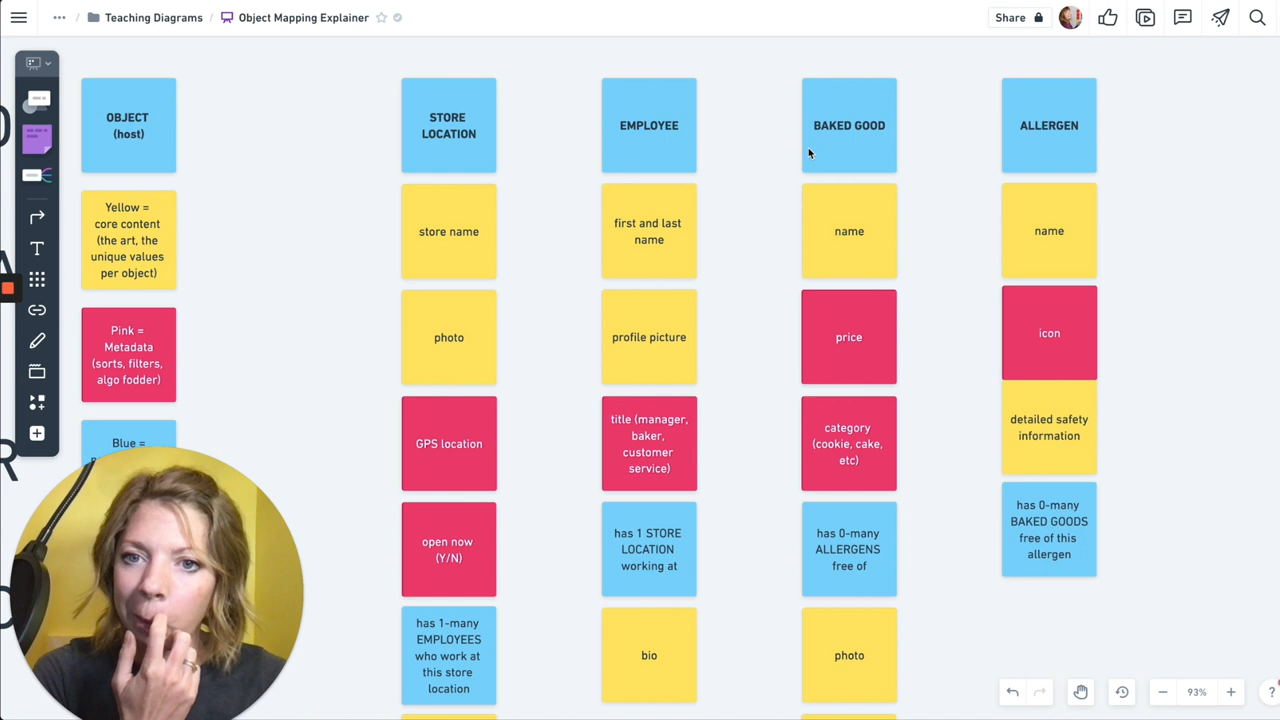 Teaching Diagrams
Object Mapping Explainer
Share
OBJECT
(host)
Yellow =
core content
(the art, the
unique values
per object)
Pink =
Metadata
(sorts, filters,
algo fodder)
Blue =
STORE
LOCATION
store name
photo
GPS location
open now
(Y/N)
has 1-many
EMPLOYEES
who work at
this store
location
EMPLOYEE
first and last
name
profile picture
title (manager,
baker,
customer
service)
has 1 STORE
LOCATION
working at
bio
BAKED GOOD
name
price
category
(cookie, cake,
etc)
has 0-many
ALLERGENS
free of
photo
ALLERGEN
name
icon
detailed safety
information
has 0-many
BAKED GOODS
free of this
allergen
93%